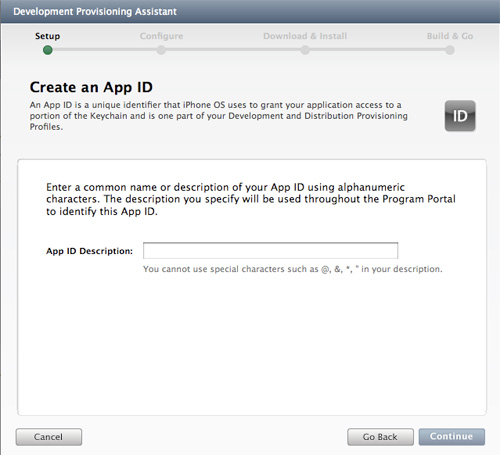 Development Provisioning Assistant
Setup
Configure
Download & Install
Build & Go
Create an App ID
An App ID is a unique identifier that iPhone OS uses to grant your application access to a
portion of the Keychain and is one part of your Development and Distribution Provisioning
Profiles.
ID
Enter a common name or description of your App ID using alphanumeric
characters. The description you specify will be used throughout the Program Portal
to identify this App ID.
App ID Description:
You cannot use special characters such as @, &, *, " in your description.
Cancel
Go Back
Continue